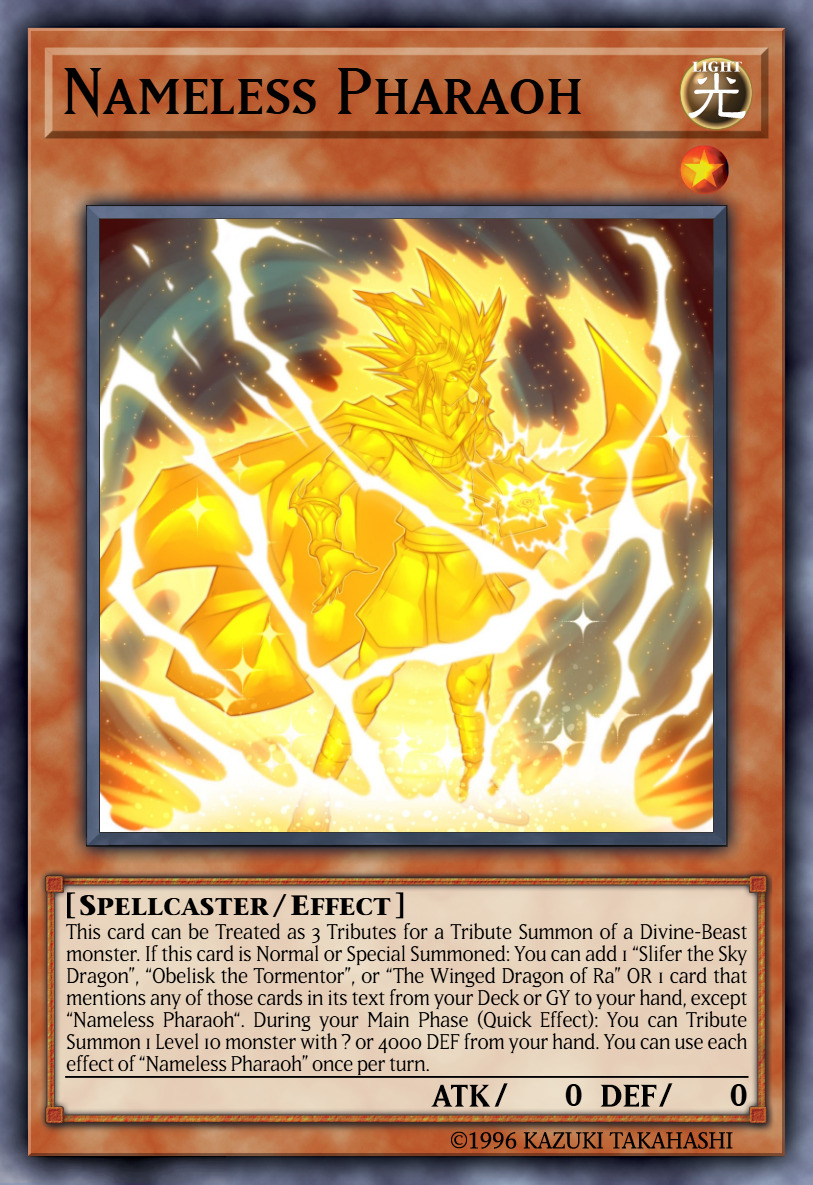 Nameless Pharaoh
LIGHT
光
[Spellcaster/Effect]
This card can be Treated as 3 Tributes for a Tribute Summon of a Divine-Beast
monster. If this card is Normal or Special Summoned: You can add 1 “Slifer the Sky
Dragon”, “Obelisk the Tormentor”, or “The Winged Dragon of Ra” OR 1 card that
mentions any of those cards in its text from your Deck or GY to your hand, except
“Nameless Pharaoh“. During your Main Phase (Quick Effect): You can Tribute
Summon 1 Level 10 monster with ? or 4000 DEF from your hand. You can use each
effect of “Nameless Pharaoh” once per turn.
ATK/ 0 DEF/ 0
©1996 KAZUKI TAKAHASHI